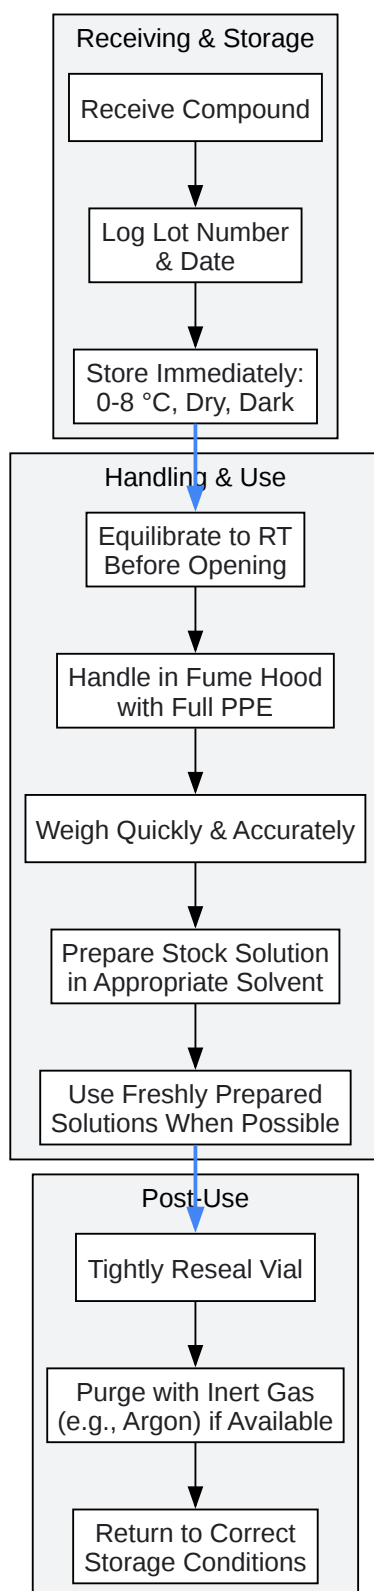 Receiving & Storage
Receive Compound
Log Lot Number
& Date
Store Immediately:
0-8 °C, Dry, Dark
Handling & Use
Equilibrate to RT
Before Opening
Handle in Fume Hood
with Full PPE
Weigh Quickly & Accurately
Prepare Stock Solution
in Appropriate Solvent
Use Freshly Prepared
Solutions When Possible
Post-Use
Tightly Reseal Vial
Purge with Inert Gas
(e.g., Argon) if Available
Return to Correct
Storage Conditions